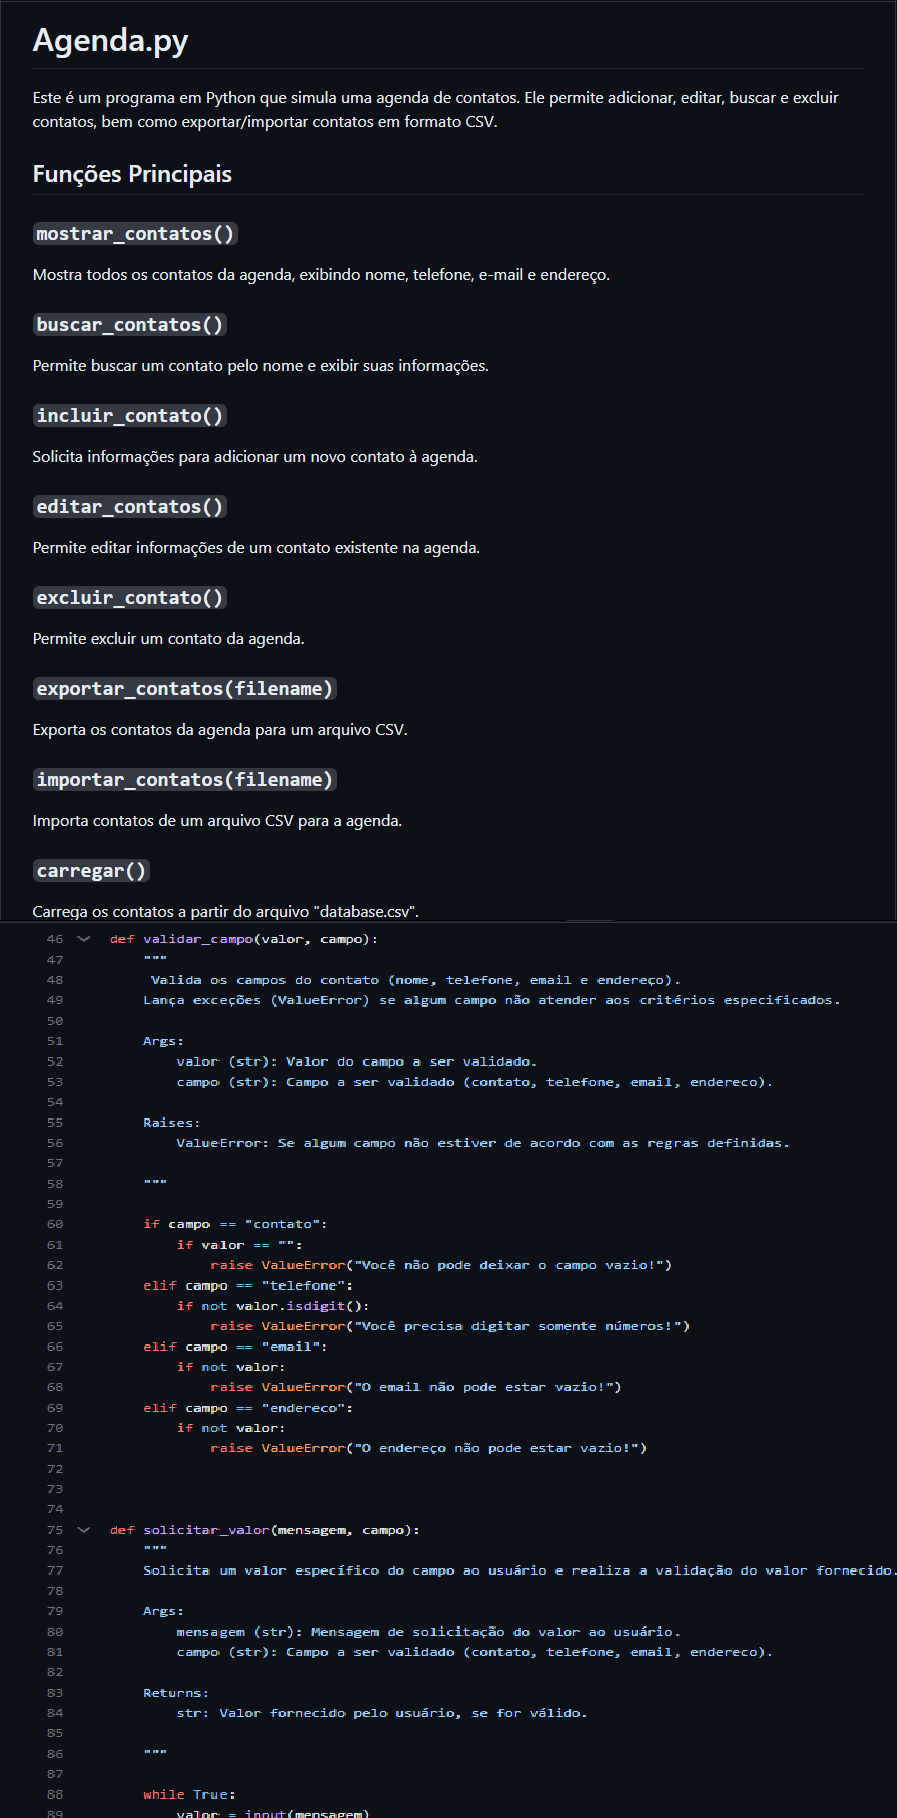 Agenda.py
Este é um programa em Python que simula uma agenda de contatos. Ele permite adicionar, editar, buscar e excluir
contatos, bem como exportar/importar contatos em formato CSV.
Funções Principais
mostrar_contatos()
Mostra todos os contatos da agenda, exibindo nome, telefone, e-mail e endereço.
buscar_contatos()
Permite buscar um contato pelo nome e exibir suas informações.
incluir_contato()
Solicita informações para adicionar um novo contato à agenda.
editar_contatos()
Permite editar informações de um contato existente na agenda.
excluir_contato()
Permite excluir um contato da agenda.
exportar_contatos(filename)
Exporta os contatos da agenda para um arquivo CSV.
importar_contatos(filename)
Importa contatos de um arquivo CSV para a agenda.
carregar()
Carrega os contatos a partir do arquivo "database.csv".
46 def validar_campo(valor, campo):
47 """
48 Valida os campos do contato (nome, telefone, email e endereço).
49 Lança exceções (ValueError) se algum campo não atender aos critérios especificados.
50
51 Args:
52 valor (str): Valor do campo a ser validado.
53 campo (str): Campo a ser validado (contato, telefone, email, endereco).
54
55 Raises:
56 ValueError: Se algum campo não estiver de acordo com as regras definidas.
57
58 """
59
60 if campo == "contato":
61 if valor == "":
62 raise ValueError("Você não pode deixar o campo vazio!")
63 elif campo == "telefone":
64 if not valor.isdigit():
65 raise ValueError("Você precisa digitar somente números!")
66 elif campo == "email":
67 if not valor:
68 raise ValueError("O email não pode estar vazio!")
69 elif campo == "endereco":
70 if not valor:
71 raise ValueError("O endereço não pode estar vazio!")
72
73
74
75 def solicitar_valor(mensagem, campo):
76 """
77 Solicita um valor específico do campo ao usuário e realiza a validação do valor fornecido.
78
79 Args:
80 mensagem (str): Mensagem de solicitação do valor ao usuário.
81 campo (str): Campo a ser validado (contato, telefone, email, endereco).
82
83 Returns:
84 str: Valor fornecido pelo usuário, se for válido.
85
86 """
87
88 while True:
89 valor = input(mensagem)